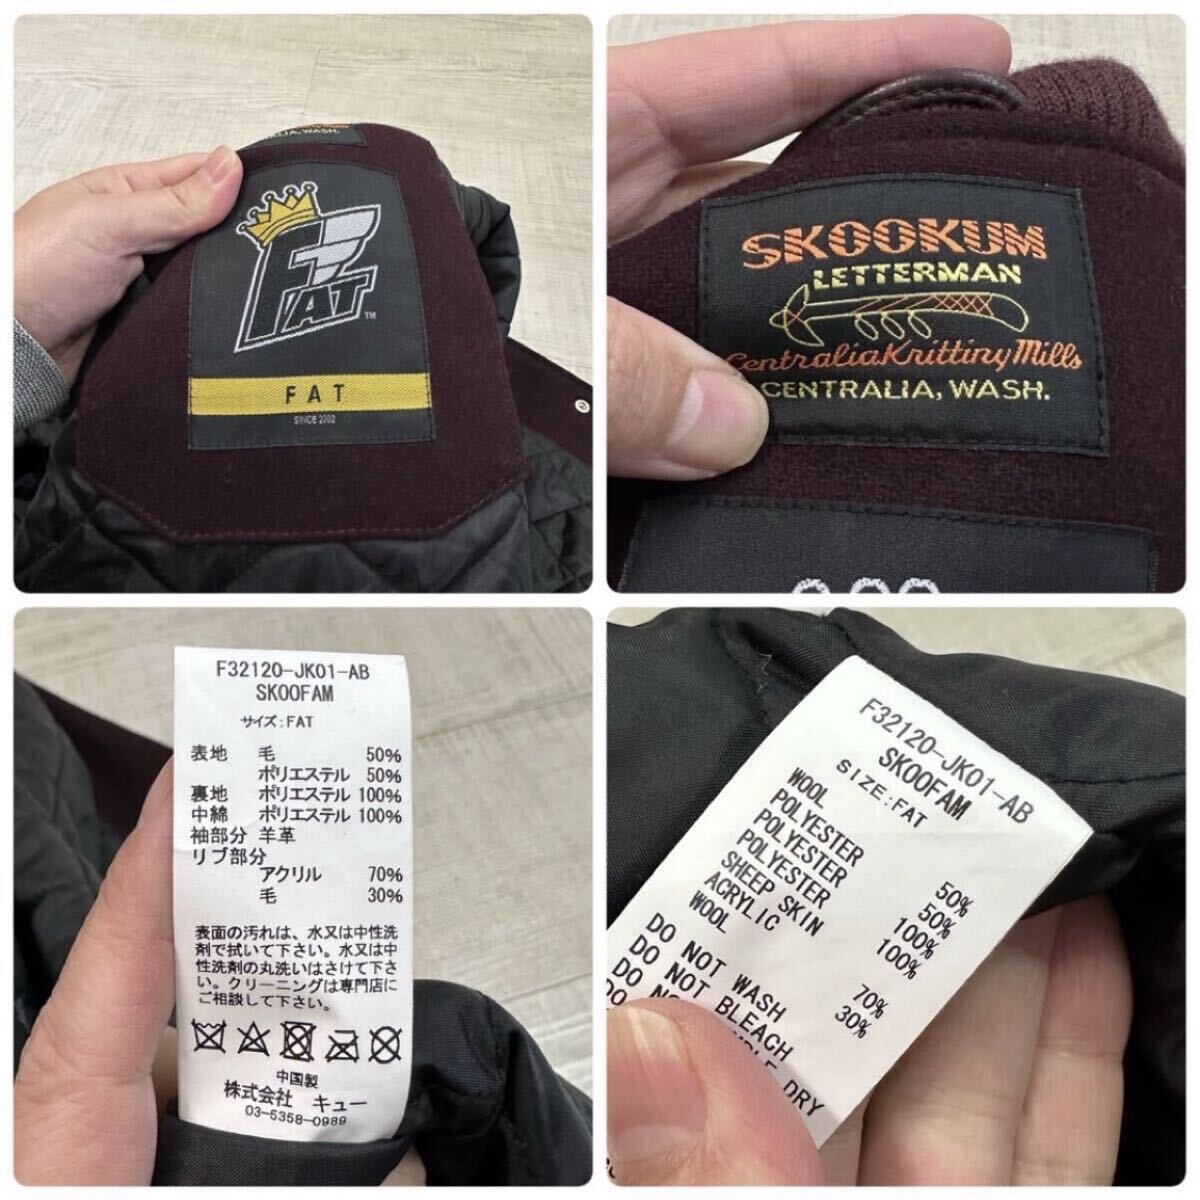 CENTRALIA, WASH.
FAT
TM
FAT
SINCE 2002
SKOOKUM
LETTERMAN
Centralia Knitting Mills
CENTRALIA, WASH.
F32120-JK01-AB
SKOOFAM
サイズ:FAT
表地 毛 50%
ポリエステル 50%
裏地 ポリエステル 100%
中綿 ポリエステル 100%
袖部分 羊革
リブ部分
アクリル 70%
毛 30%
表面の汚れは、水又は中性洗
剤で拭いて下さい。水又は中
性洗剤の丸洗いはさけて下さ
い。クリーニングは専門店に
ご相談して下さい。
中国製
株式会社 キュー
03-5358-0989
F32120-JK01-AB
SKOOFAM
SIZE:FAT
WOOL 50%
POLYESTER 50%
POLYESTER 100%
POLYESTER 100%
SHEEP SKIN
ACRYLIC 70%
WOOL 30%
DO NOT WASH
DO NOT BLEACH
DO DRY